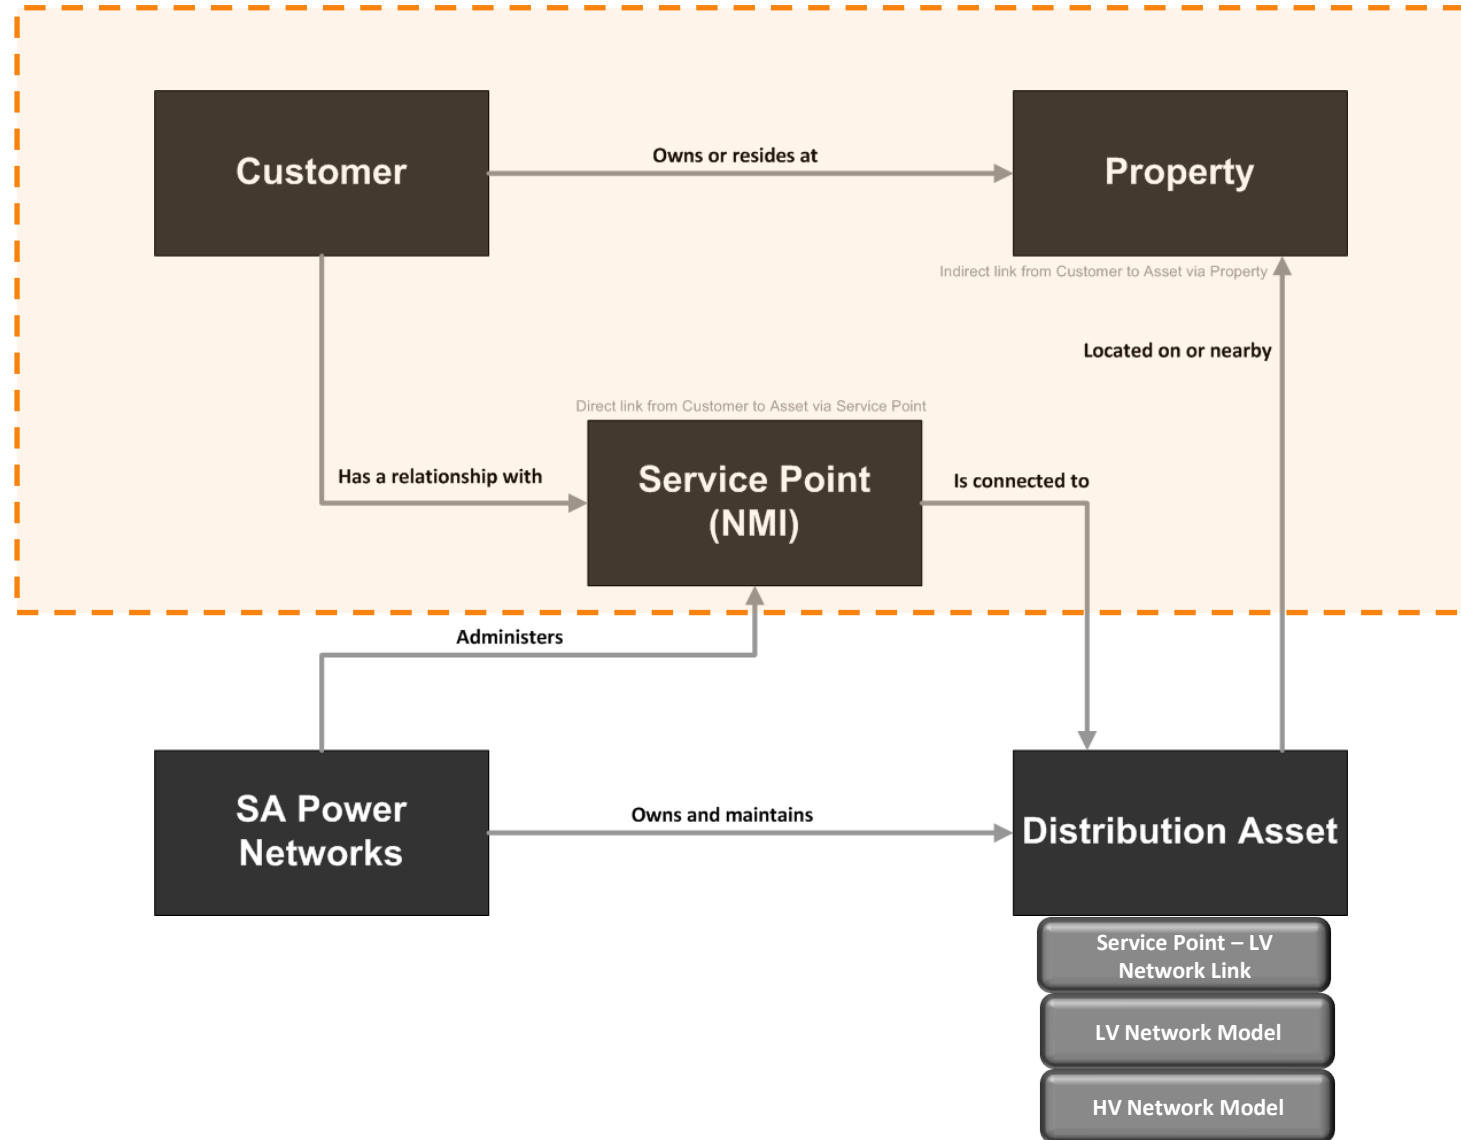 Customer
Owns or resides at
Property
Indirect link from Customer to Asset via Property
Located on or nearby
Direct link from Customer to Asset via Service Point
Has a relationship with
Service Point
(NMI)
Is connected to
Administers
SA Power
Networks
Owns and maintains
Distribution Asset
Service Point – LV
Network Link
LV Network Model
HV Network Model